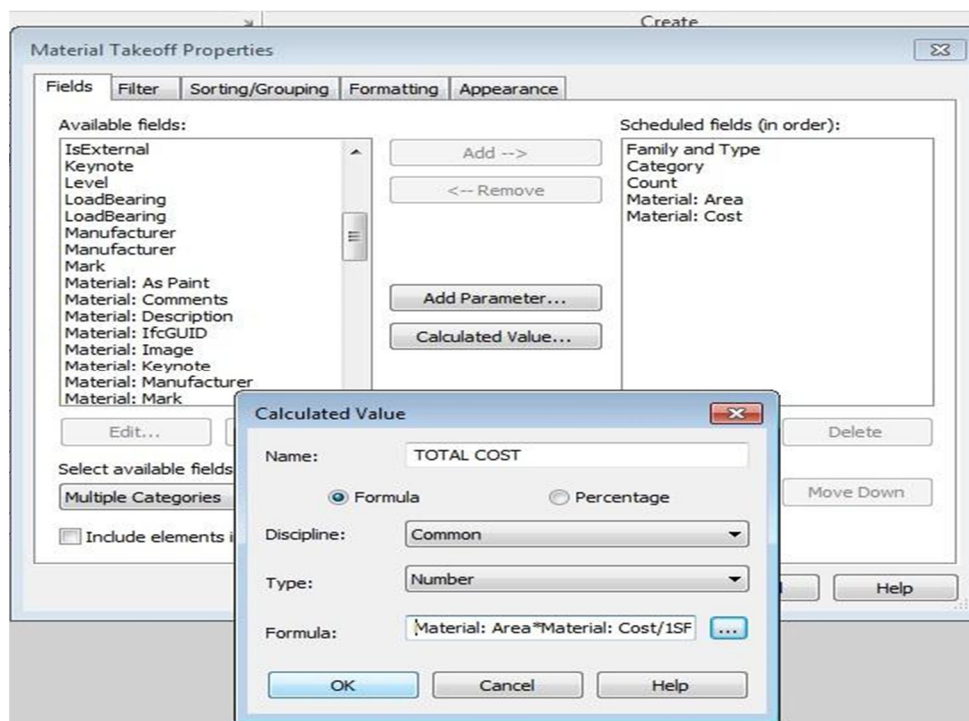 Create
Material Takeoff Properties
Fields Filter Sorting/Grouping Formatting Appearance
Available fields:
IsExternal
Keynote
Level
LoadBearing
LoadBearing
Manufacturer
Manufacturer
Mark
Material: As Paint
Material: Comments
Material: Description
Material: IfcGUID
Material: Image
Material: Keynote
Material: Manufacturer
Material: Mark
Add -->
<-- Remove
Add Parameter...
Calculated Value...
Scheduled fields (in order):
Family and Type
Category
Count
Material: Area
Material: Cost
Edit...
Delete
Select available fields
Multiple Categories
Move Down
Include elements i
Help
Calculated Value
Name: TOTAL COST
Formula Percentage
Discipline: Common
Type: Number
Formula: Material: Area*Material: Cost/1SF ...
OK Cancel Help